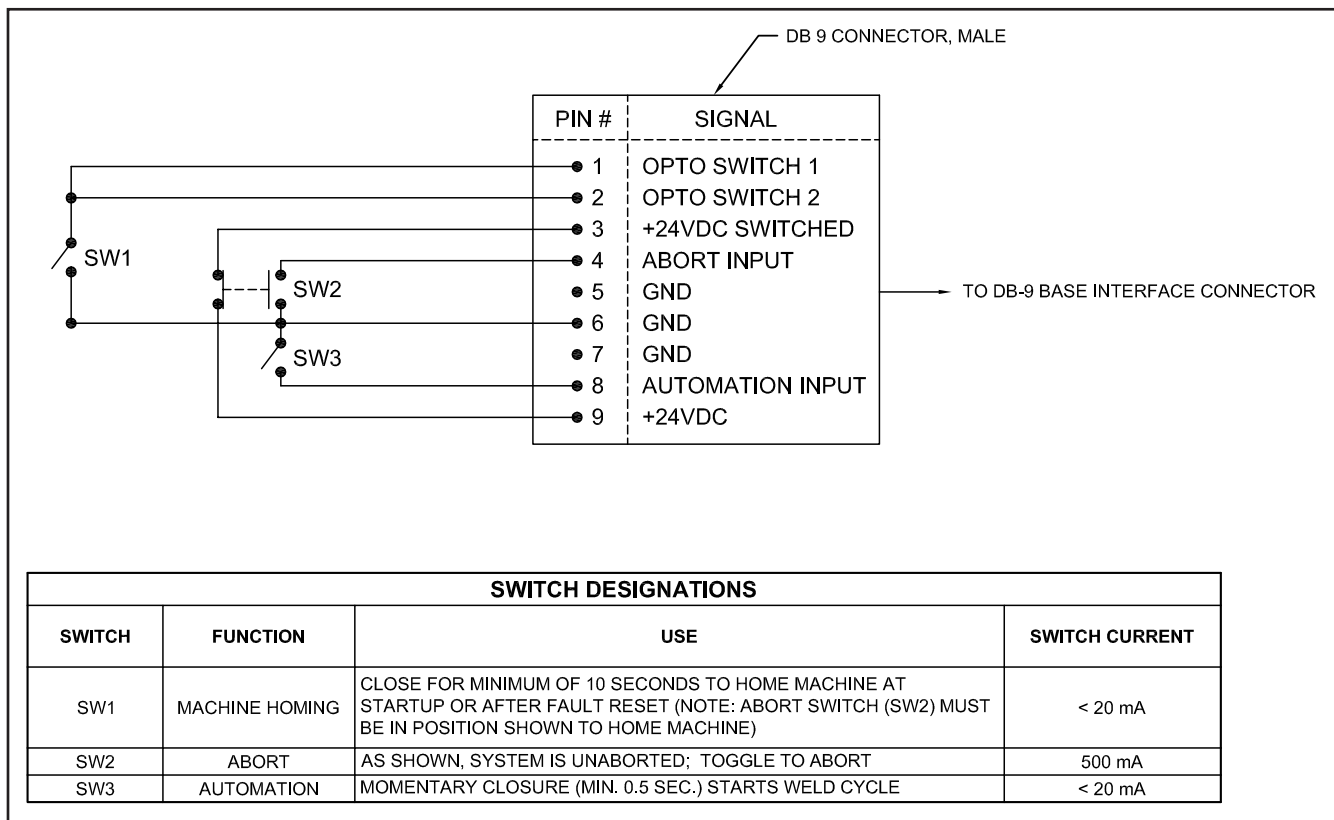 DB 9 CONNECTOR, MALE
PIN # SIGNAL
1 OPTO SWITCH 1
2 OPTO SWITCH 2
3 +24VDC SWITCHED
4 ABORT INPUT
5 GND
6 GND
7 GND
8 AUTOMATION INPUT
9 +24VDC
SW1
SW2
SW3
TO DB-9 BASE INTERFACE CONNECTOR
SWITCH DESIGNATIONS
SWITCH FUNCTION USE SWITCH CURRENT
SW1 MACHINE HOMING CLOSE FOR MINIMUM OF 10 SECONDS TO HOME MACHINE AT
STARTUP OR AFTER FAULT RESET (NOTE: ABORT SWITCH (SW2) MUST
BE IN POSITION SHOWN TO HOME MACHINE) < 20 mA
SW2 ABORT AS SHOWN, SYSTEM IS UNABORTED; TOGGLE TO ABORT 500 mA
SW3 AUTOMATION MOMENTARY CLOSURE (MIN. 0.5 SEC.) STARTS WELD CYCLE < 20 mA